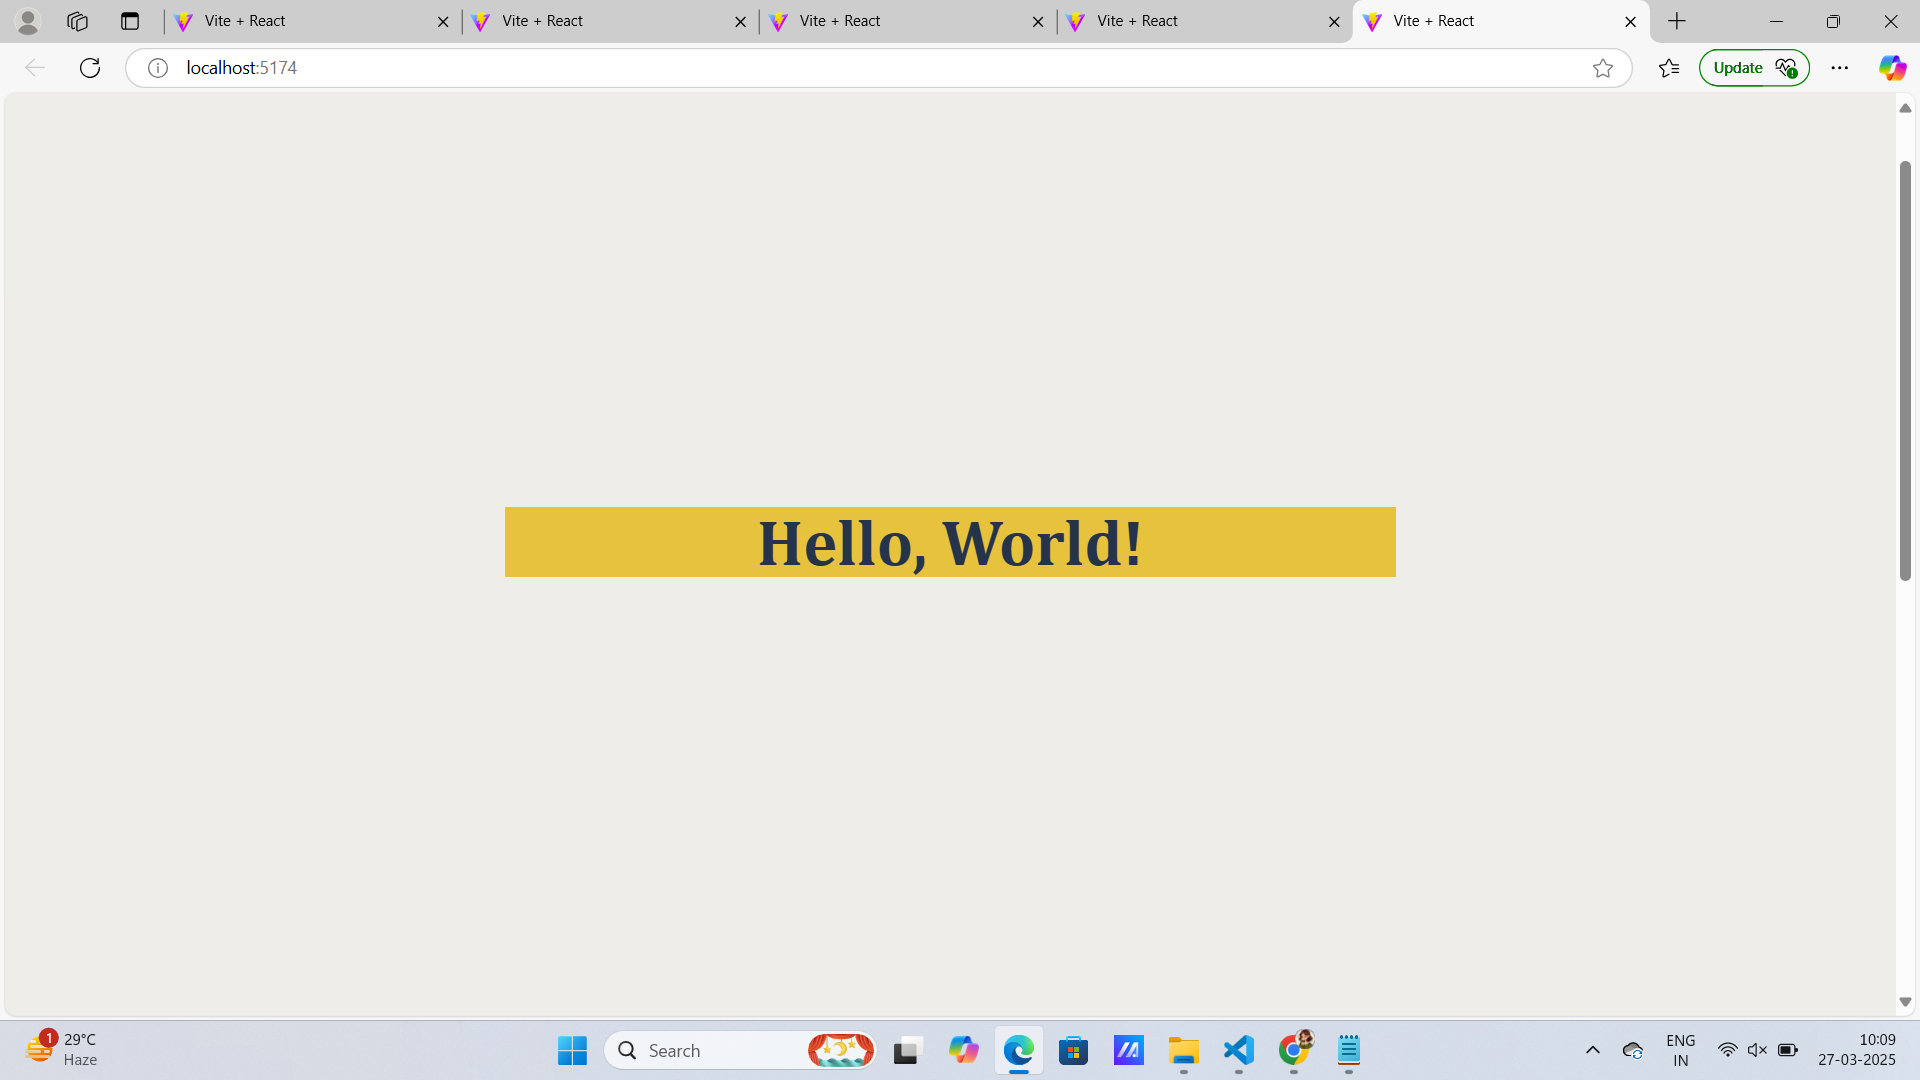 Vite + React
Vite + React
Vite + React
Vite + React
Vite + React
localhost:5174
Update
Hello, World!
1
29°C
Haze
Search
ENG
IN
10:09
27-03-2025